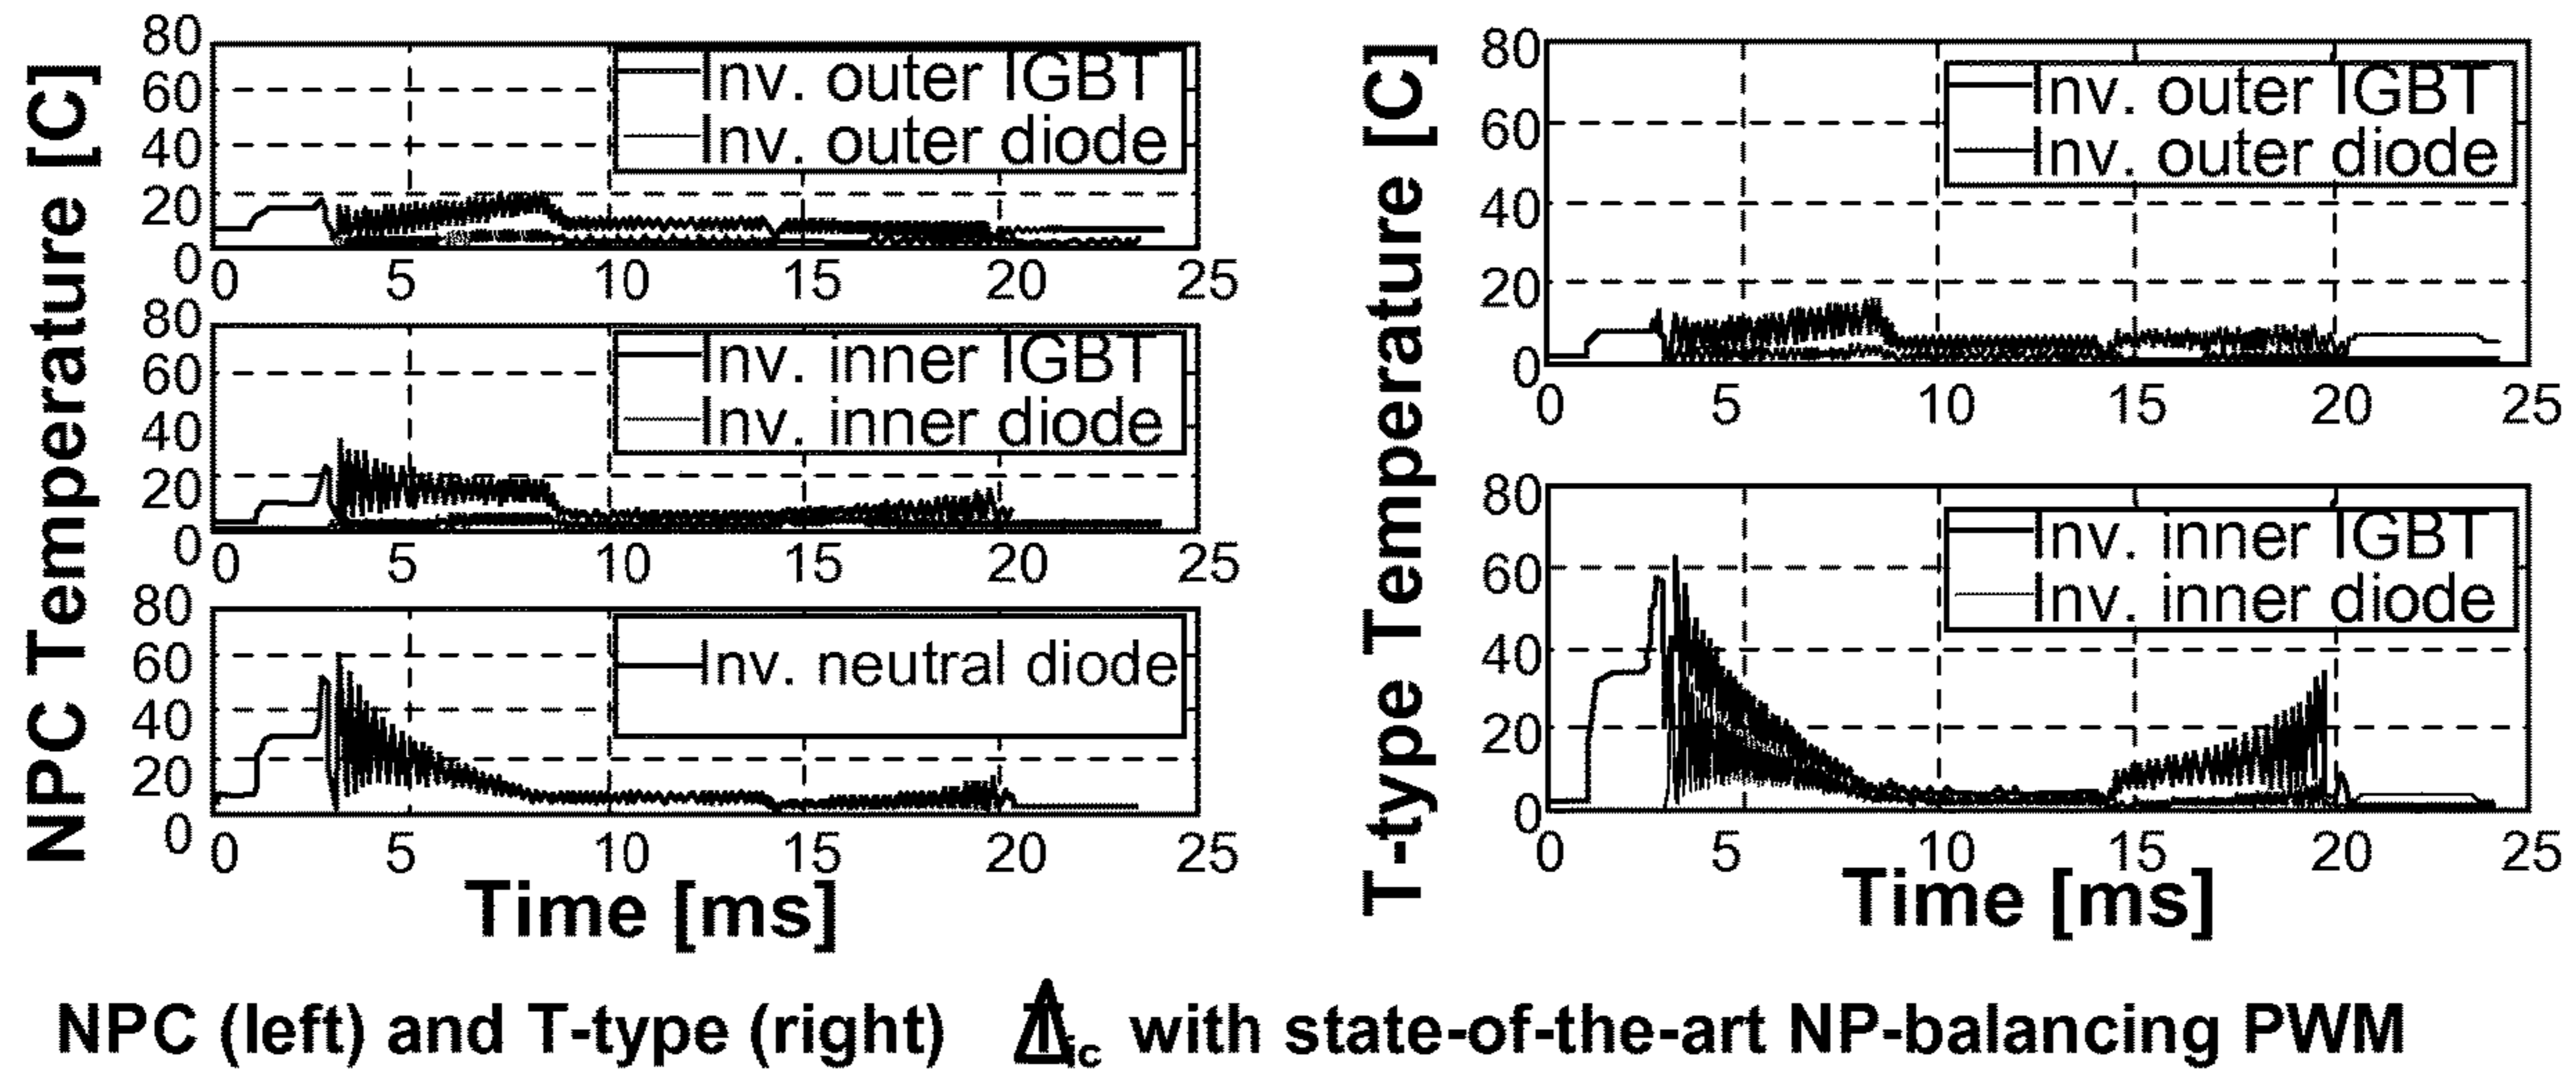 NPC Temperature [C]
80
60
40
20
0
Inv. outer IGBT
Inv. outer diode
0 5 10 15 20 25
80
60
40
20
0
Inv. inner IGBT
Inv. inner diode
0 5 10 15 20 25
80
60
40
20
0
Inv. neutral diode
0 5 10 15 20 25
Time [ms]
T-type Temperature [C]
80
60
40
20
0
Inv. outer IGBT
Inv. outer diode
0 5 10 15 20 25
80
60
40
20
0
Inv. inner IGBT
Inv. inner diode
0 5 10 15 20 25
Time [ms]
NPC (left) and T-type (right) ΔTjc with state-of-the-art NP-balancing PWM